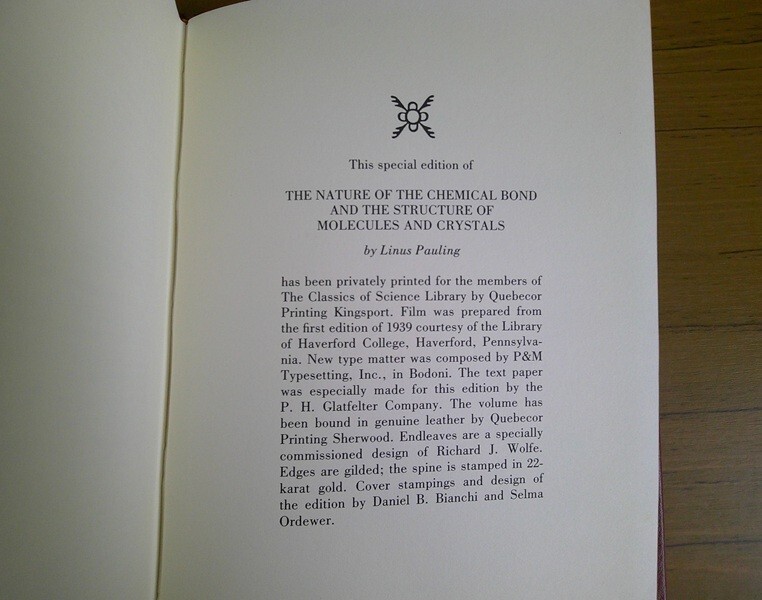 This special edition of
THE NATURE OF THE CHEMICAL BOND
AND THE STRUCTURE OF
MOLECULES AND CRYSTALS
by Linus Pauling
has been privately printed for the members of
The Classics of Science Library by Quebecor
Printing Kingsport. Film was prepared from
the first edition of 1939 courtesy of the Library
of Haverford College, Haverford, Pennsylva-
nia. New type matter was composed by P&M
Typesetting, Inc., in Bodoni. The text paper
was especially made for this edition by the
P. H. Glatfelter Company. The volume has
been bound in genuine leather by Quebecor
Printing Sherwood. Endleaves are a specially
commissioned design of Richard J. Wolfe.
Edges are gilded; the spine is stamped in 22-
karat gold. Cover stampings and design of
the edition by Daniel B. Bianchi and Selma
Ordewer.